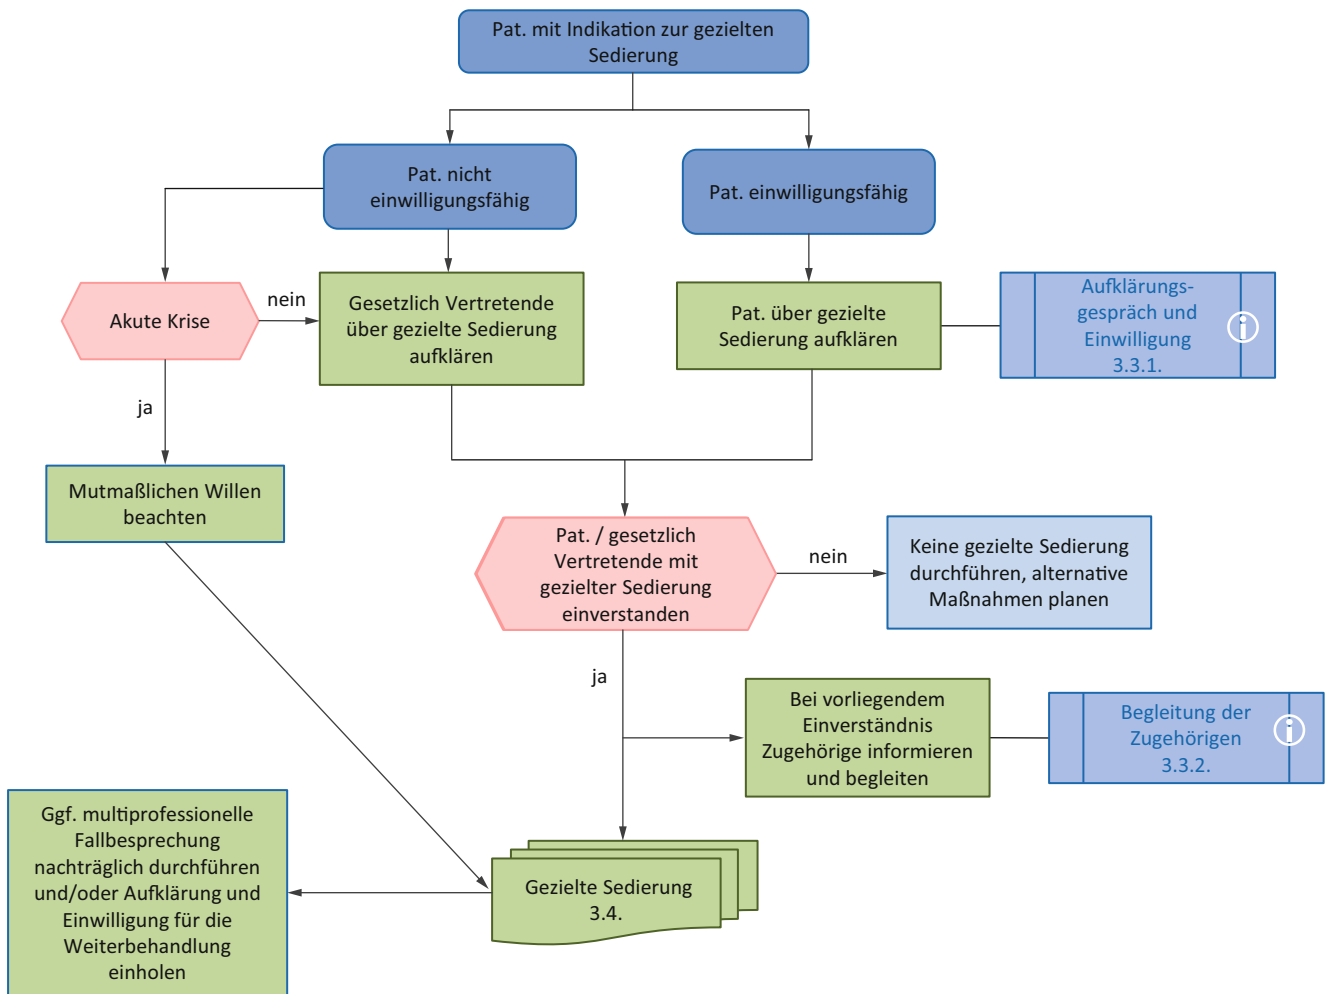 Pat. mit Indikation zur gezielten
Sedierung
Pat. nicht
einwilligungsfähig
Pat. einwilligungsfähig
Akute Krise
nein
Gesetzlich Vertretende
über gezielte Sedierung
aufklären
Pat. über gezielte
Sedierung aufklären
Aufklärungs-
gespräch und
Einwilligung
3.3.1.
i
ja
Mutmaßlichen Willen
beachten
Pat. / gesetzlich
Vertretende mit
gezielter Sedierung
einverstanden
nein
Keine gezielte Sedierung
durchführen, alternative
Maßnahmen planen
ja
Bei vorliegendem
Einverständnis
Zugehörige informieren
und begleiten
Begleitung der
Zugehörigen
3.3.2.
i
Ggf. multiprofessionelle
Fallbesprechung
nachträglich durchführen
und/oder Aufklärung und
Einwilligung für die
Weiterbehandlung
einholen
Gezielte Sedierung
3.4.